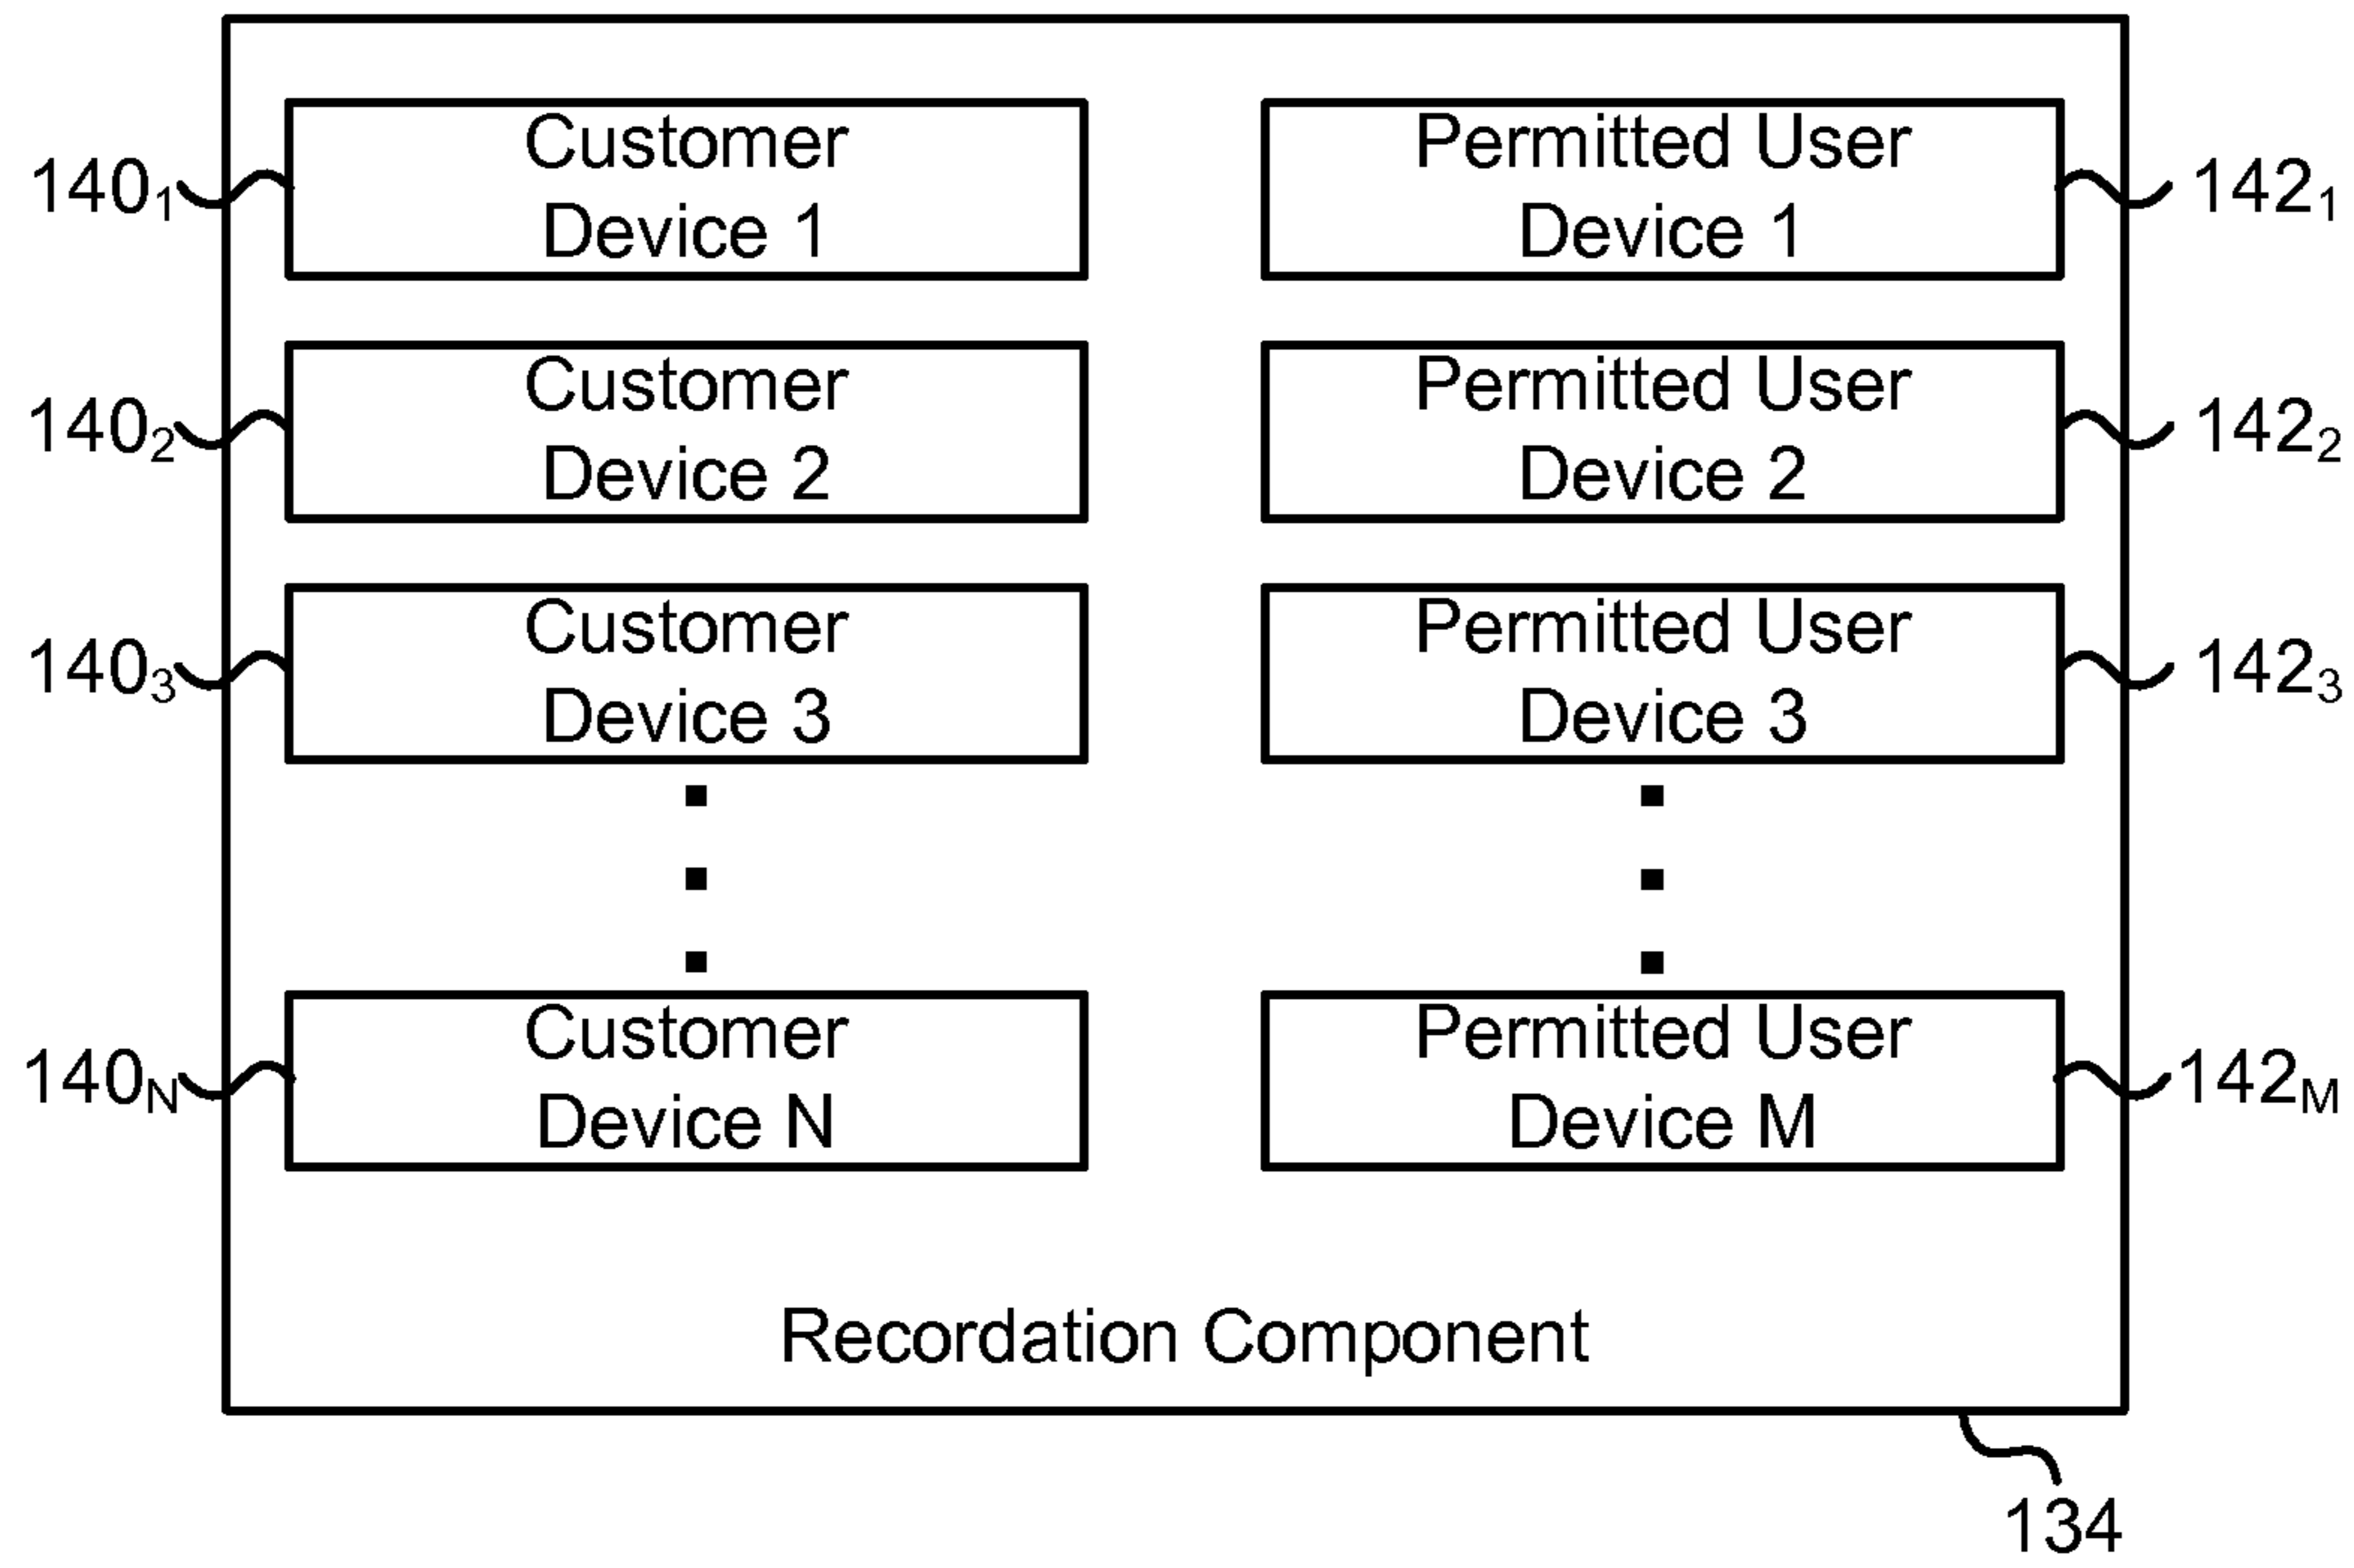 Customer
Device 1
Permitted User
Device 1
140₁
142₁
Customer
Device 2
Permitted User
Device 2
140₂
142₂
Customer
Device 3
Permitted User
Device 3
140₃
142₃
Customer
Device N
Permitted User
Device M
140N
142M
Recordation Component
134